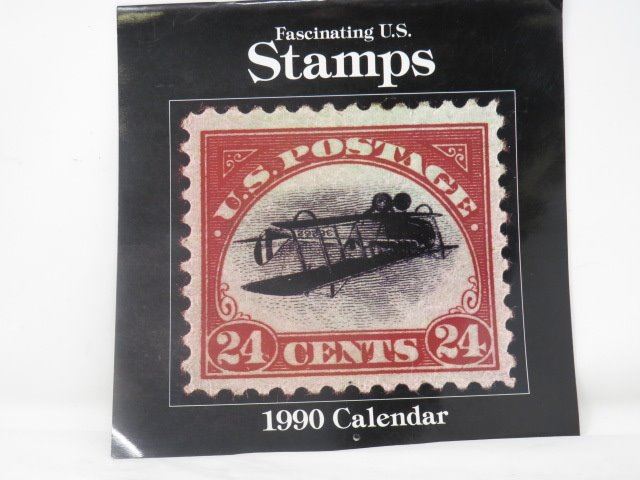 Fascinating U.S.
Stamps
U.S. POSTAGE
24 CENTS 24
1990 Calendar